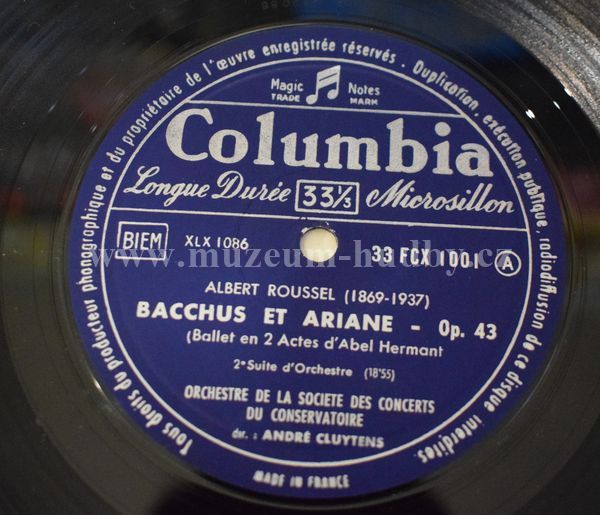 Tous droits du producteur phonographique et du propriétaire de l'œuvre enregistrée réservés. Duplication, exécution publique, radiodiffusion de ce disque interdites.
Magic Notes
TRADE MARK
Columbia
Longue Durée 33⅓ Microsillon
BIEM XLX 1086 33 FCX 1001 A
www.muzeum-hudby.cz
ALBERT ROUSSEL (1869-1937)
BACCHUS ET ARIANE - Op. 43
(Ballet en 2 Actes d'Abel Hermant
2e Suite d'Orchestre (18'55)
ORCHESTRE DE LA SOCIETE DES CONCERTS
DU CONSERVATOIRE
dir. : ANDRÉ CLUYTENS
MADE IN FRANCE